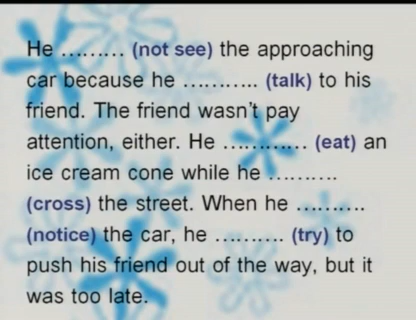 He ......... (not see) the approaching
car because he ........... (talk) to his
friend. The friend wasn't pay
attention, either. He ............ (eat) an
ice cream cone while he ..........
(cross) the street. When he ..........
(notice) the car, he .......... (try) to
push his friend out of the way, but it
was too late.